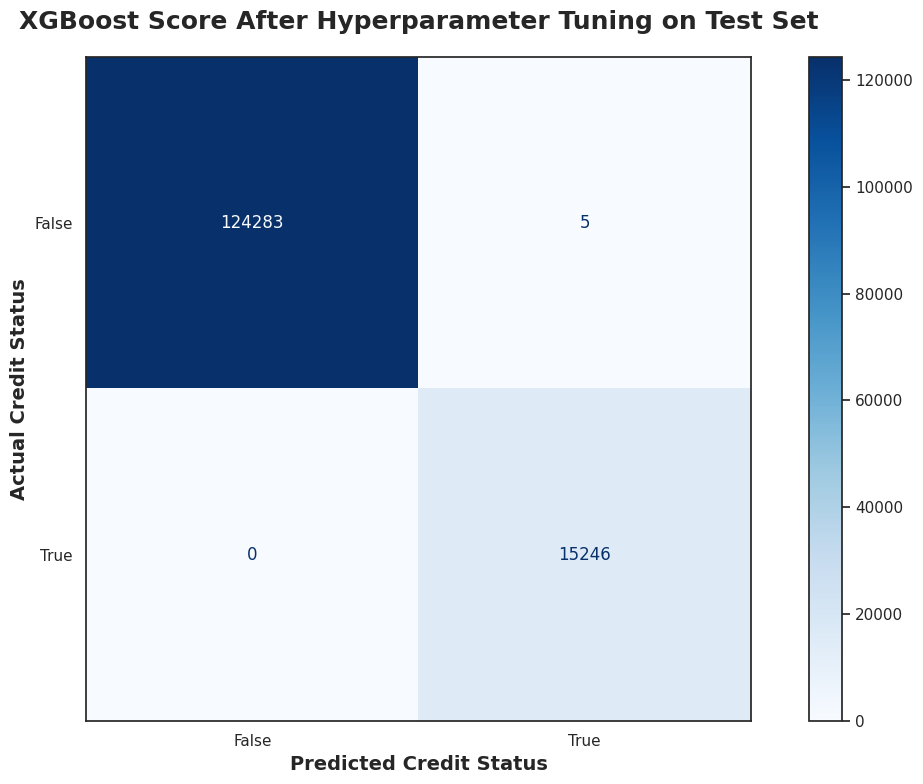 XGBoost Score After Hyperparameter Tuning on Test Set
Actual Credit Status
False
True
124283
5
0
15246
False
True
Predicted Credit Status
120000
100000
80000
60000
40000
20000
0